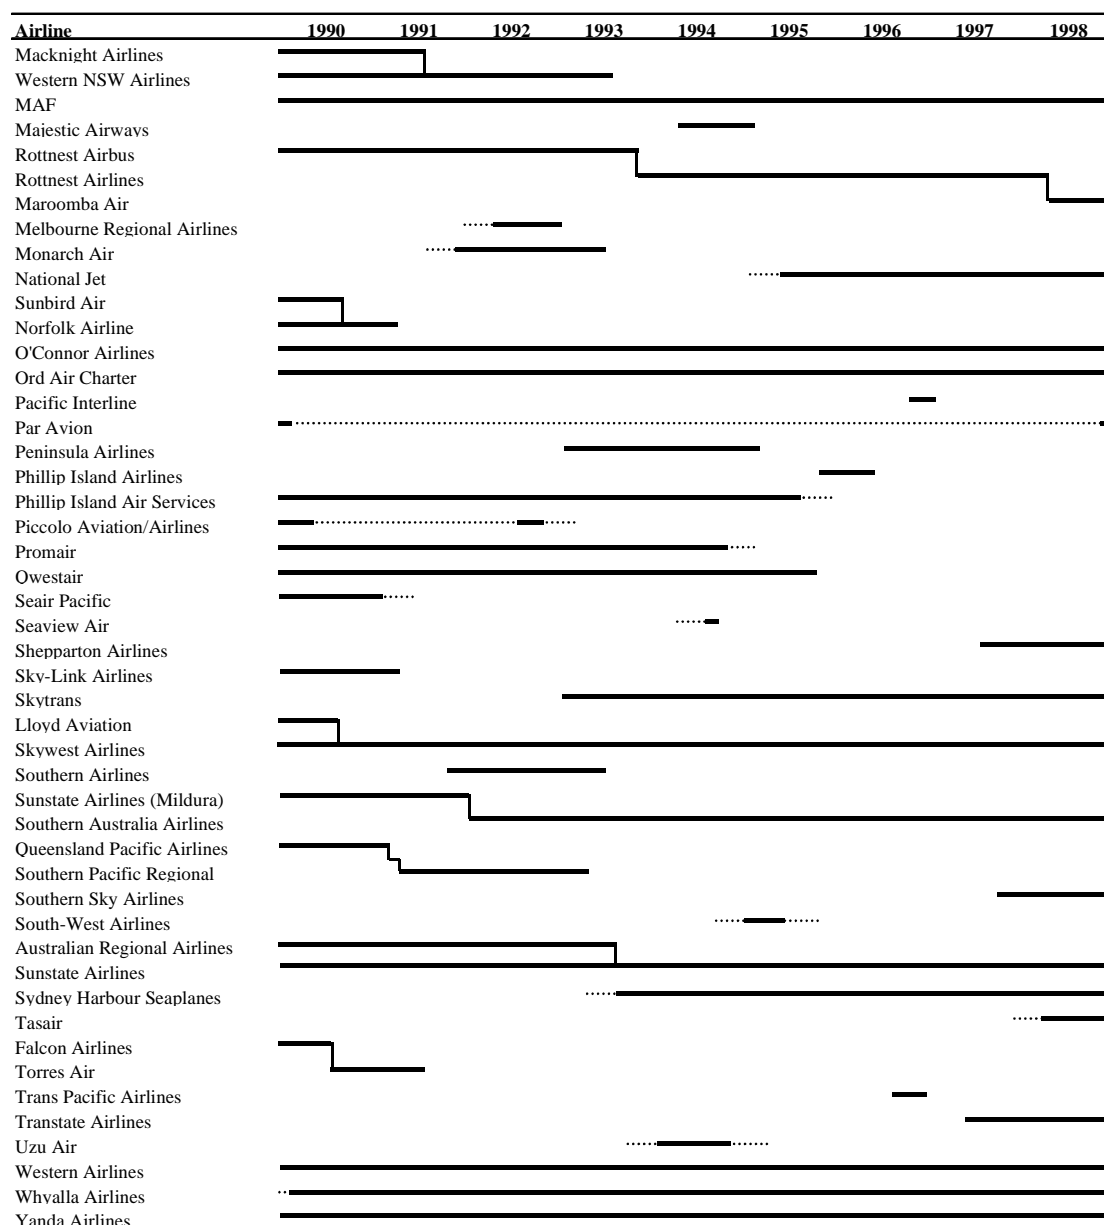 Airline 1990 1991 1992 1993 1994 1995 1996 1997 1998
Macknight Airlines
Western NSW Airlines
MAF
Majestic Airways
Rottnest Airbus
Rottnest Airlines
Maroomba Air
Melbourne Regional Airlines
Monarch Air
National Jet
Sunbird Air
Norfolk Airline
O'Connor Airlines
Ord Air Charter
Pacific Interline
Par Avion
Peninsula Airlines
Phillip Island Airlines
Phillip Island Air Services
Piccolo Aviation/Airlines
Promair
Qwestair
Seair Pacific
Seaview Air
Shepparton Airlines
Sky-Link Airlines
Skytrans
Lloyd Aviation
Skywest Airlines
Southern Airlines
Sunstate Airlines (Mildura)
Southern Australia Airlines
Queensland Pacific Airlines
Southern Pacific Regional
Southern Sky Airlines
South-West Airlines
Australian Regional Airlines
Sunstate Airlines
Sydney Harbour Seaplanes
Tasair
Falcon Airlines
Torres Air
Trans Pacific Airlines
Transtate Airlines
Uzu Air
Western Airlines
Whyalla Airlines
Yanda Airlines